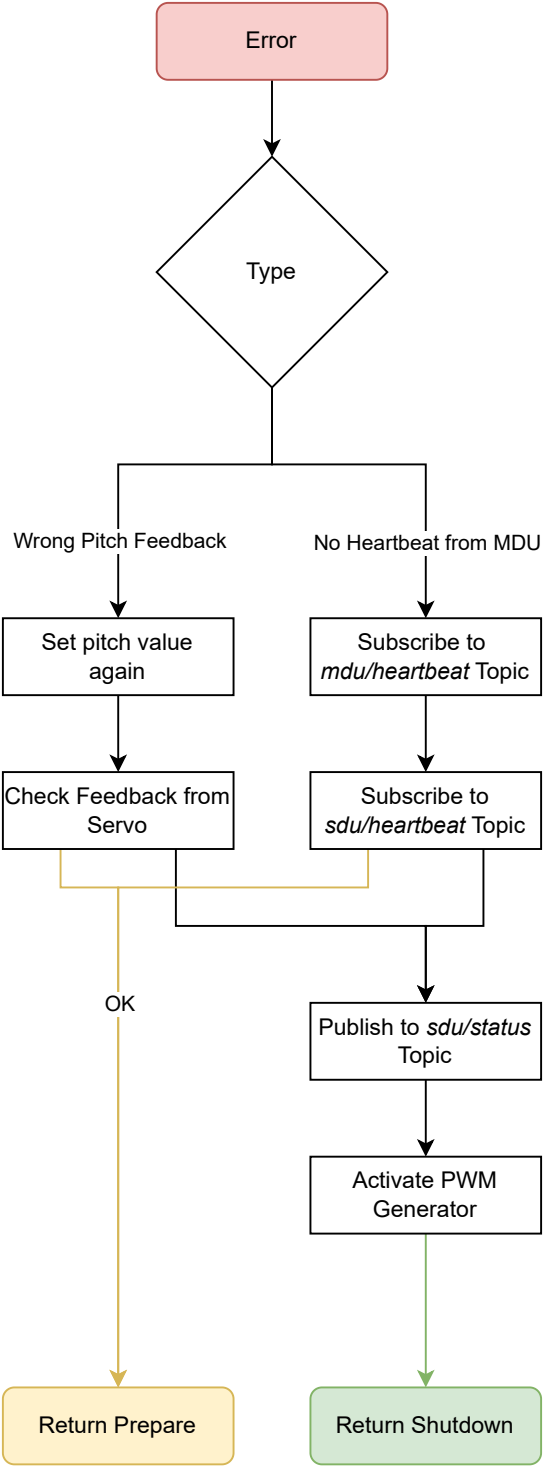 Error
Type
Wrong Pitch Feedback
No Heartbeat from MDU
Set pitch value
again
Subscribe to
mdu/heartbeat Topic
Check Feedback from
Servo
Subscribe to
sdu/heartbeat Topic
OK
Publish to sdu/status
Topic
Activate PWM
Generator
Return Prepare
Return Shutdown